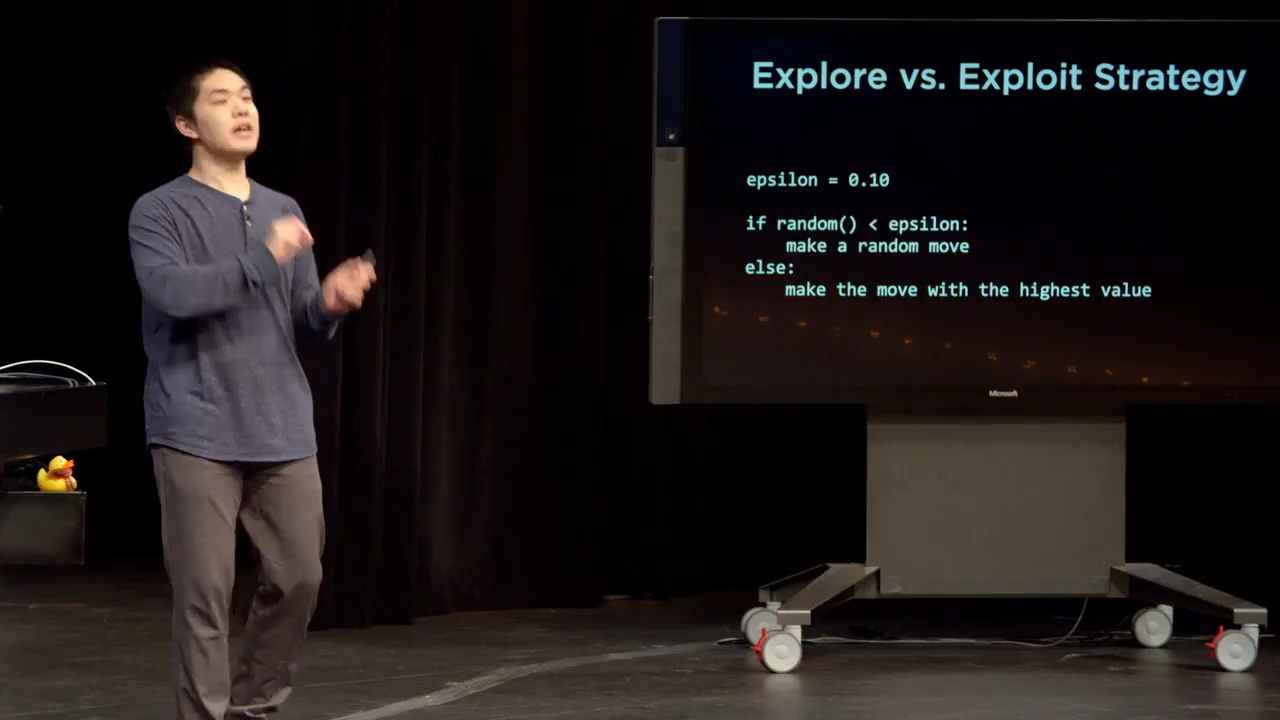 Explore vs. Exploit Strategy
epsilon = 0.10
if random() < epsilon:
    make a random move
else:
    make the move with the highest value
Microsoft